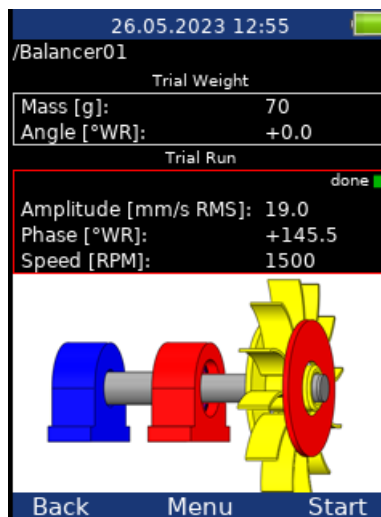 26.05.2023 12:55
/Balancer01
Trial Weight
Mass [g]: 70
Angle [°WR]: +0.0
Trial Run
done
Amplitude [mm/s RMS]: 19.0
Phase [°WR]: +145.5
Speed [RPM]: 1500
Back Menu Start